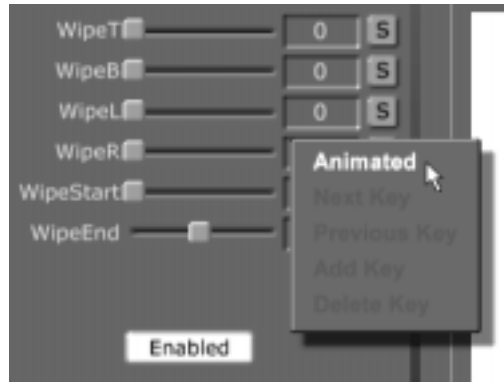 WipeT 0 S
WipeB 0 S
WipeL 0 S
WipeR
Animated
WipeStart
Next Key
WipeEnd
Previous Key
Add Key
Delete Key
Enabled